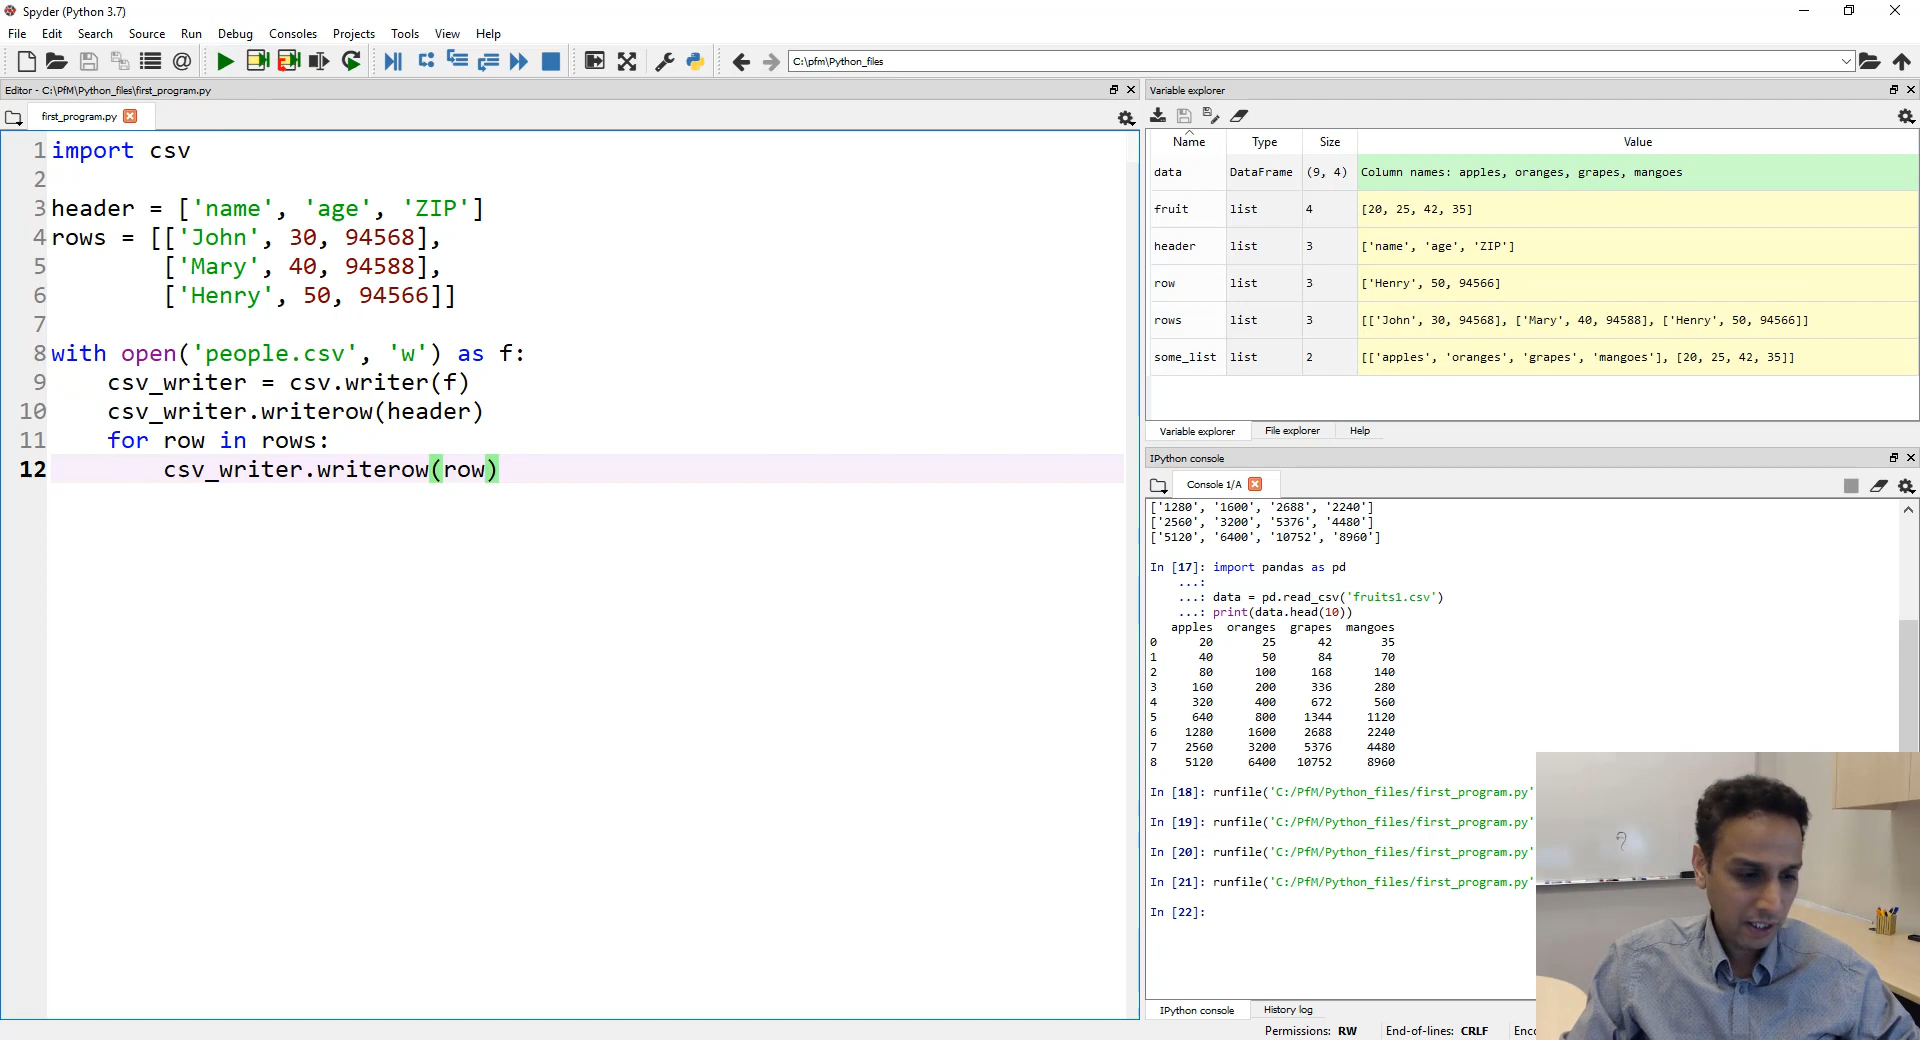 Spyder (Python 3.7)
File Edit Search Source Run Debug Consoles Projects Tools View Help
C:\pfm\Python_files
Editor - C:\PfM\Python_files\first_program.py
first_program.py
1 import csv
2
3 header = ['name', 'age', 'ZIP']
4 rows = [['John', 30, 94568],
5 ['Mary', 40, 94588],
6 ['Henry', 50, 94566]]
7
8 with open('people.csv', 'w') as f:
9 csv_writer = csv.writer(f)
10 csv_writer.writerow(header)
11 for row in rows:
12 csv_writer.writerow(row)
Variable explorer
Name Type Size Value
data DataFrame (9, 4) Column names: apples, oranges, grapes, mangoes
fruit list 4 [20, 25, 42, 35]
header list 3 ['name', 'age', 'ZIP']
row list 3 ['Henry', 50, 94566]
rows list 3 [['John', 30, 94568], ['Mary', 40, 94588], ['Henry', 50, 94566]]
some_list list 2 [['apples', 'oranges', 'grapes', 'mangoes'], [20, 25, 42, 35]]
Variable explorer File explorer Help
IPython console
Console 1/A
['1280', '1600', '2688', '2240']
['2560', '3200', '5376', '4480']
['5120', '6400', '10752', '8960']
In [17]: import pandas as pd
...:
...: data = pd.read_csv('fruits1.csv')
...: print(data.head(10))
apples oranges grapes mangoes
0 20 25 42 35
1 40 50 84 70
2 80 100 168 140
3 160 200 336 280
4 320 400 672 560
5 640 800 1344 1120
6 1280 1600 2688 2240
7 2560 3200 5376 4480
8 5120 6400 10752 8960
In [18]: runfile('C:/PfM/Python_files/first_program.py'
In [19]: runfile('C:/PfM/Python_files/first_program.py'
In [20]: runfile('C:/PfM/Python_files/first_program.py'
In [21]: runfile('C:/PfM/Python_files/first_program.py'
In [22]:
IPython console History log
Permissions: RW End-of-lines: CRLF Enc